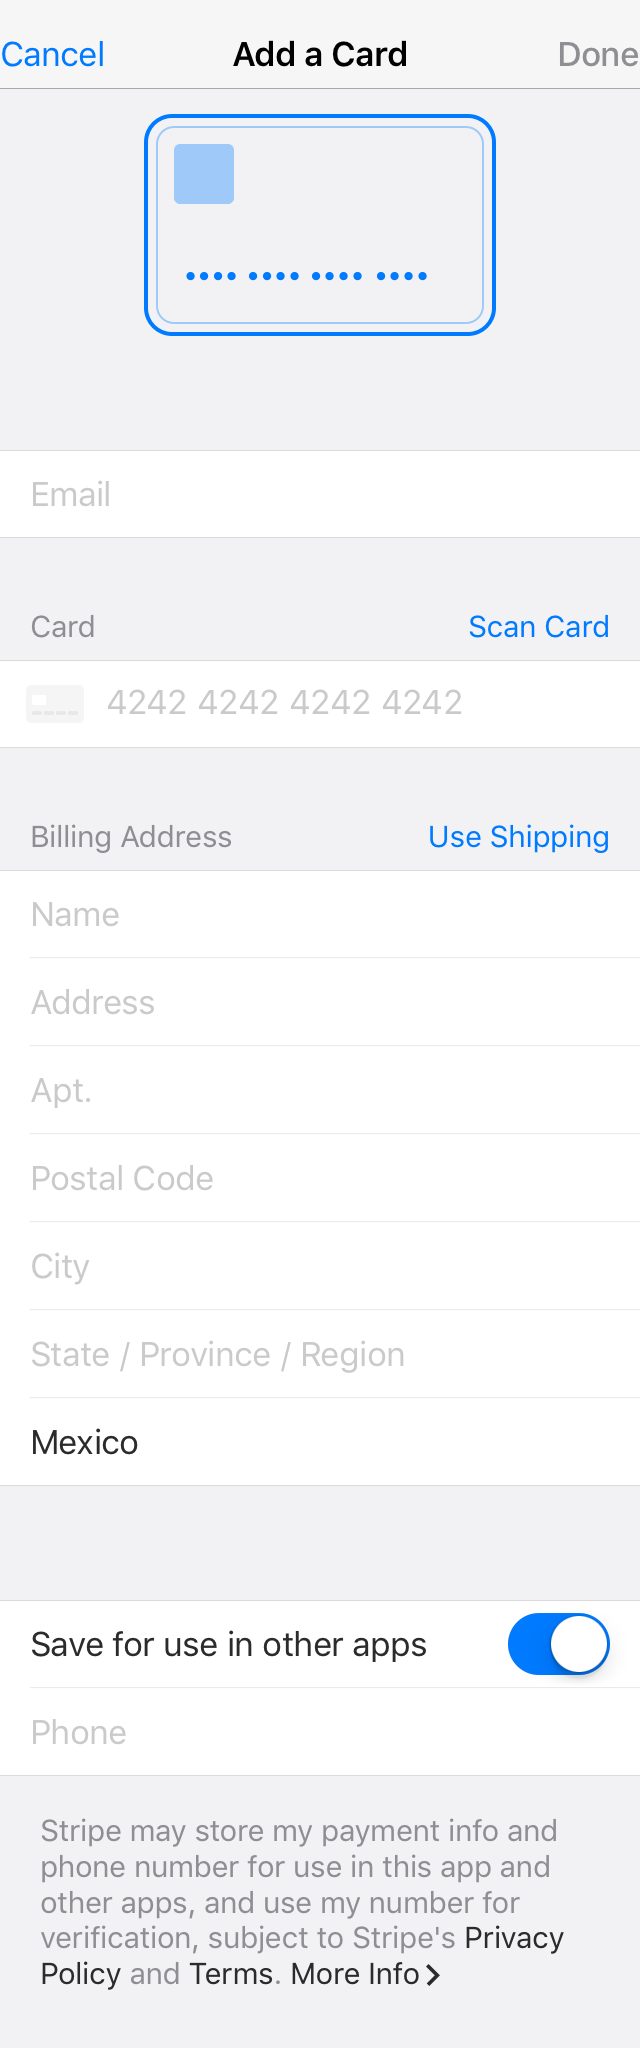 Cancel Add a Card Done
•••• •••• •••• ••••
Email
Card Scan Card
4242 4242 4242 4242
Billing Address Use Shipping
Name
Address
Apt.
Postal Code
City
State / Province / Region
Mexico
Save for use in other apps
Phone
Stripe may store my payment info and
phone number for use in this app and
other apps, and use my number for
verification, subject to Stripe's Privacy
Policy and Terms. More Info